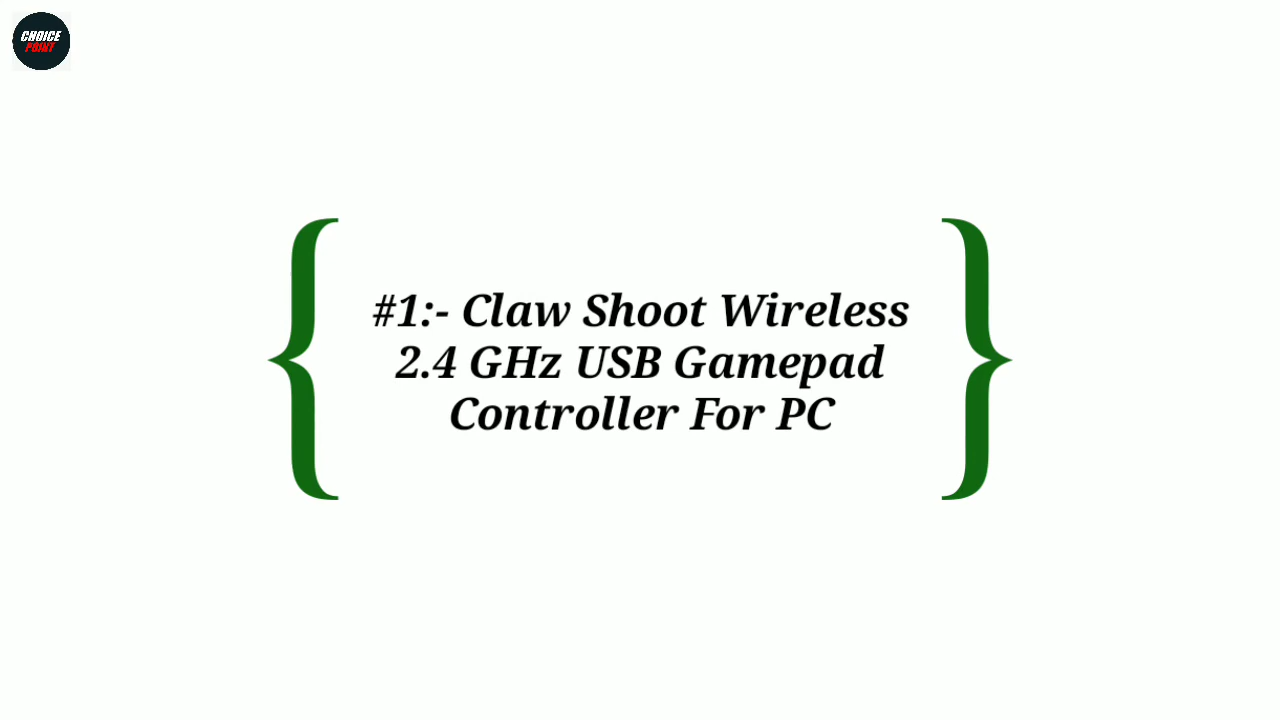 CHOICE
POINT
#1:- Claw Shoot Wireless
2.4 GHz USB Gamepad
Controller For PC